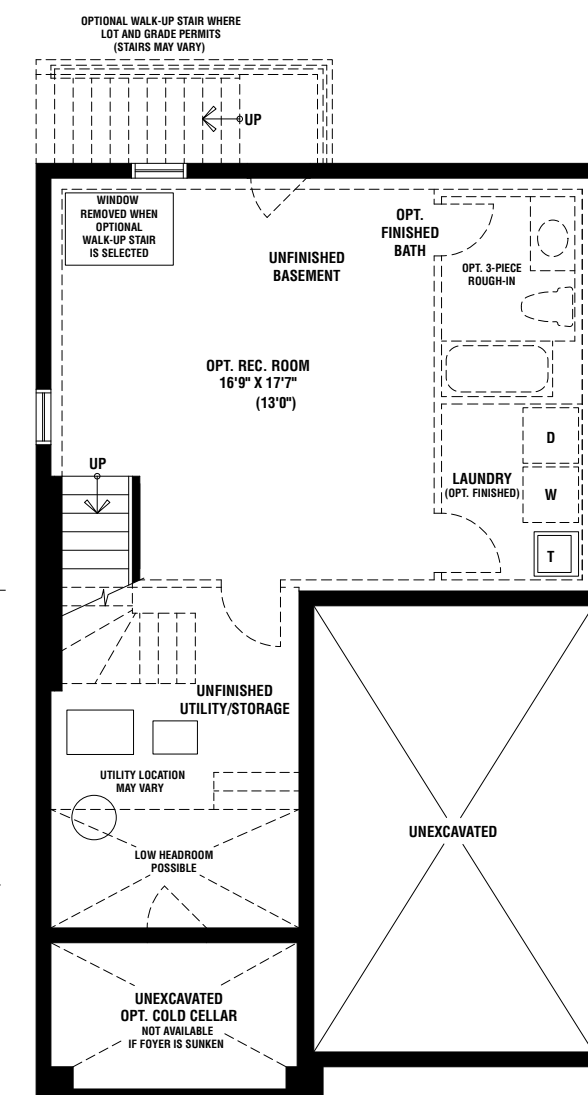 OPTIONAL WALK-UP STAIR WHERE
LOT AND GRADE PERMITS
(STAIRS MAY VARY)
UP
WINDOW
REMOVED WHEN
OPTIONAL
WALK-UP STAIR
IS SELECTED
UNFINISHED
BASEMENT
OPT.
FINISHED
BATH
OPT. 3-PIECE
ROUGH-IN
OPT. REC. ROOM
16'9" X 17'7"
(13'0")
D
UP
LAUNDRY
(OPT. FINISHED)
W
T
UNFINISHED
UTILITY/STORAGE
UTILITY LOCATION
MAY VARY
UNEXCAVATED
LOW HEADROOM
POSSIBLE
UNEXCAVATED
OPT. COLD CELLAR
NOT AVAILABLE
IF FOYER IS SUNKEN